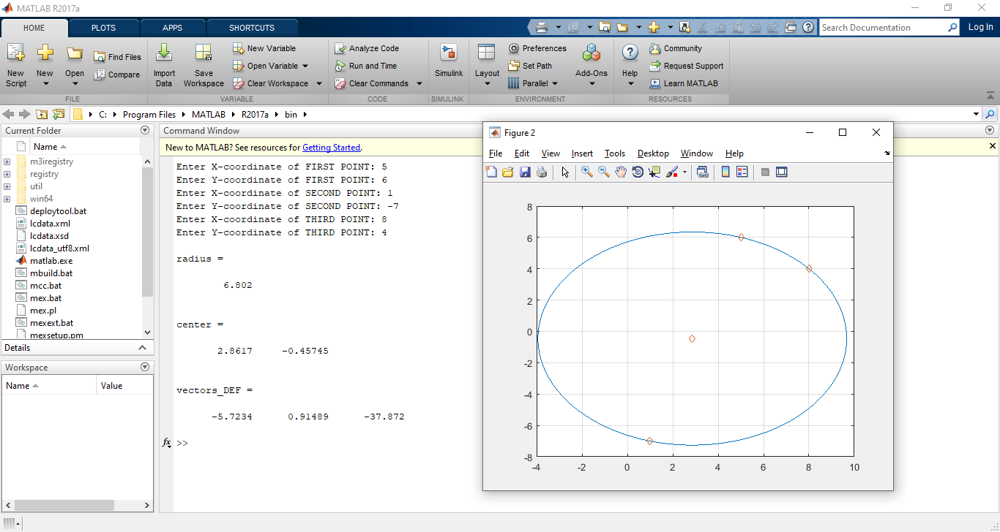 MATLAB R2017a
HOME PLOTS APPS SHORTCUTS Search Documentation Log In
New Script New Open Find Files Compare Import Data Save Workspace New Variable Open Variable Clear Workspace Analyze Code Run and Time Clear Commands Simulink Layout Preferences Set Path Parallel Add-Ons Help Community Request Support Learn MATLAB
FILE VARIABLE CODE SIMULINK ENVIRONMENT RESOURCES
C: Program Files MATLAB R2017a bin
Current Folder
Name
m3iregistry
registry
util
win64
deploytool.bat
lcdata.xml
lcdata.xsd
lcdata_utf8.xml
matlab.exe
mbuild.bat
mcc.bat
mex.bat
mex.pl
mexext.bat
mexsetup.pm
Details
Workspace
Name Value
Command Window
New to MATLAB? See resources for Getting Started.
Enter X-coordinate of FIRST POINT: 5
Enter Y-coordinate of FIRST POINT: 6
Enter X-coordinate of SECOND POINT: 1
Enter Y-coordinate of SECOND POINT: -7
Enter X-coordinate of THIRD POINT: 8
Enter Y-coordinate of THIRD POINT: 4
radius =
6.802
center =
2.8617 -0.45745
vectors_DEF =
-5.7234 0.91489 -37.872
fx >>
Figure 2
File Edit View Insert Tools Desktop Window Help
8
6
4
2
0
-2
-4
-6
-8
-4 -2 0 2 4 6 8 10